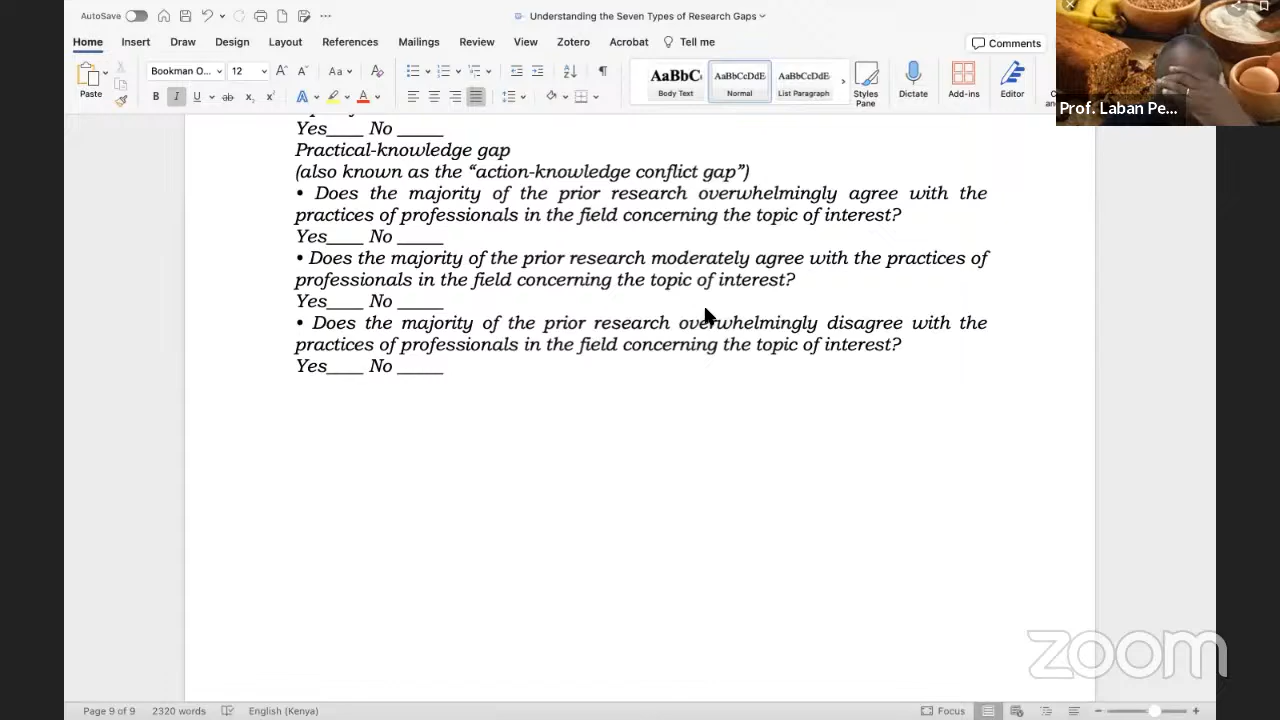 AutoSave
Understanding the Seven Types of Research Gaps
Home Insert Draw Design Layout References Mailings Review View Zotero Acrobat Tell me
Comments
Paste
Bookman O... 12
AaBbC AaBbCcDdE AaBbCcDdE
Body Text Normal List Paragraph
Styles Pane
Dictate
Add-ins
Editor
Prof. Laban Pe...
Yes____ No _____
Practical-knowledge gap
(also known as the “action-knowledge conflict gap”)
• Does the majority of the prior research overwhelmingly agree with the
practices of professionals in the field concerning the topic of interest?
Yes____ No _____
• Does the majority of the prior research moderately agree with the practices of
professionals in the field concerning the topic of interest?
Yes____ No _____
• Does the majority of the prior research overwhelmingly disagree with the
practices of professionals in the field concerning the topic of interest?
Yes____ No _____
zoom
Page 9 of 9 2320 words English (Kenya) Focus